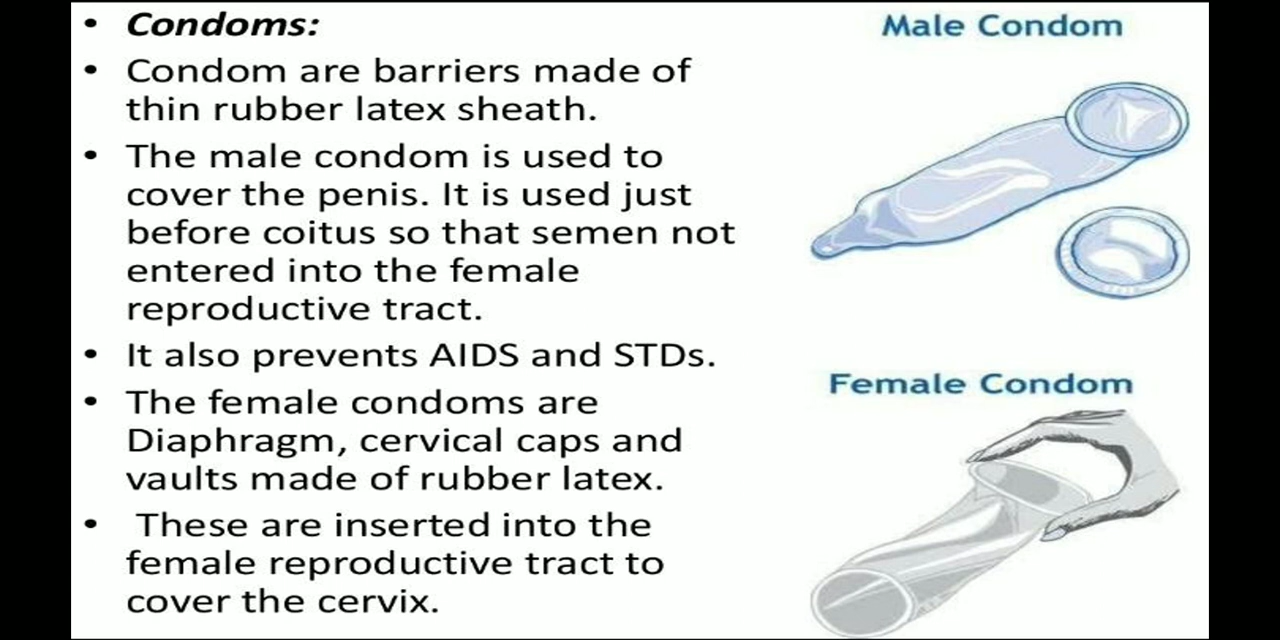 • Condoms:
• Condom are barriers made of
thin rubber latex sheath.
• The male condom is used to
cover the penis. It is used just
before coitus so that semen not
entered into the female
reproductive tract.
• It also prevents AIDS and STDs.
• The female condoms are
Diaphragm, cervical caps and
vaults made of rubber latex.
• These are inserted into the
female reproductive tract to
cover the cervix.
Male Condom
Female Condom